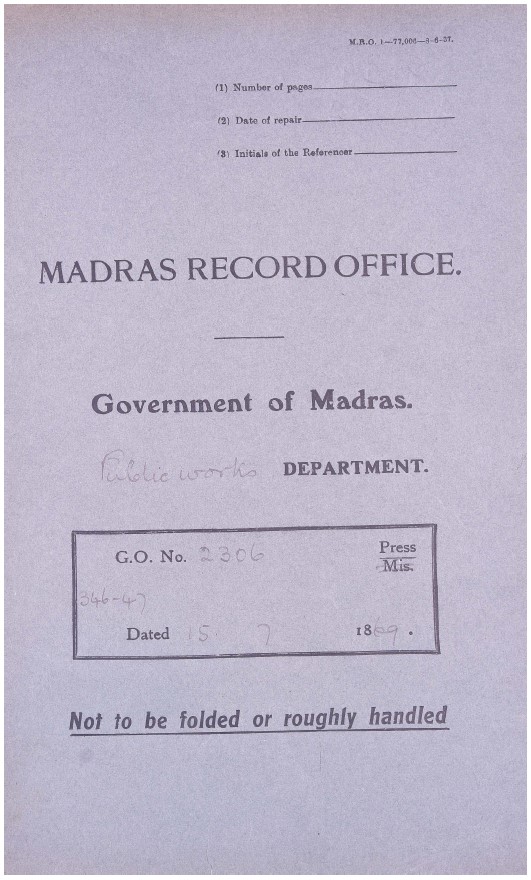 M.R.O. 1—77,000—8-6-37.
(1) Number of pages
(2) Date of repair
(3) Initials of the Referencer
MADRAS RECORD OFFICE.
Government of Madras.
Public works DEPARTMENT.
G.O. No. 2306 Press
Mis.
346-47
Dated 15 7 1869.
Not to be folded or roughly handled